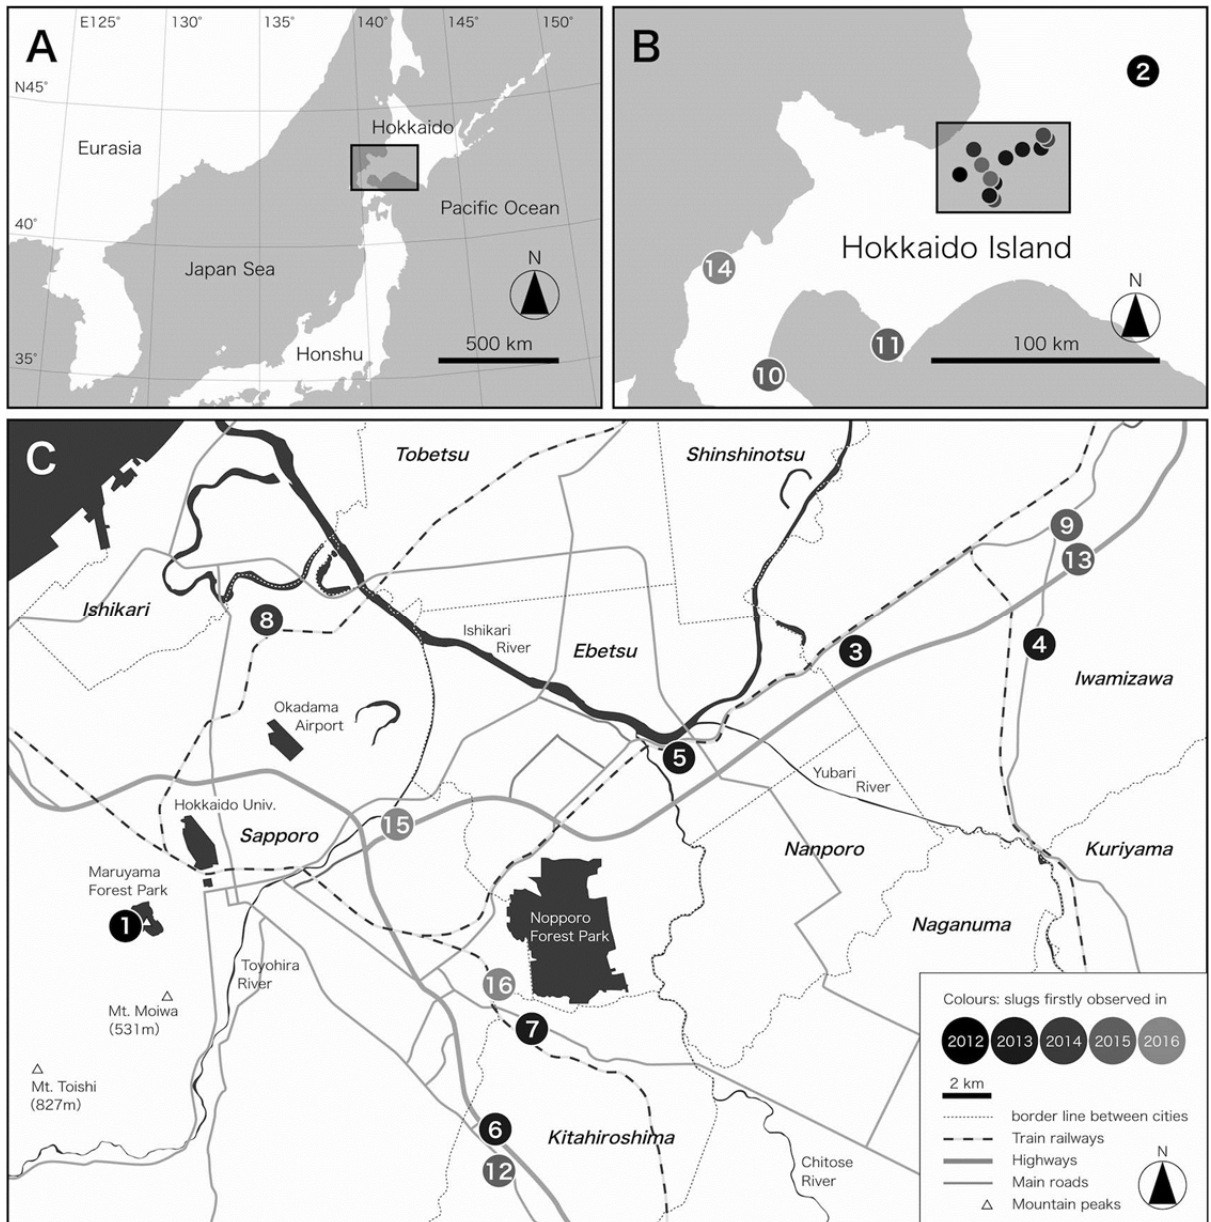 A
E125°
130°
135°
140°
145°
150°
N45°
40°
35°
Eurasia
Hokkaido
Pacific Ocean
Japan Sea
Honshu
N
500 km
B
2
14
10
11
Hokkaido Island
N
100 km
C
Tobetsu
Shinshinotsu
9
13
Ishikari
8
Ishikari
River
Ebetsu
3
4
Iwamizawa
Okadama
Airport
5
Yubari
River
Hokkaido Univ.
Sapporo
15
Nanporo
Kuriyama
Maruyama
Forest Park
1
Nopporo
Forest Park
Naganuma
Toyohira
River
16
Mt. Moiwa
(531m)
7
Mt. Toishi
(827m)
6
Kitahiroshima
12
Chitose
River
Colours: slugs firstly observed in
2012
2013
2014
2015
2016
2 km
border line between cities
Train railways
Highways
Main roads
Mountain peaks
N